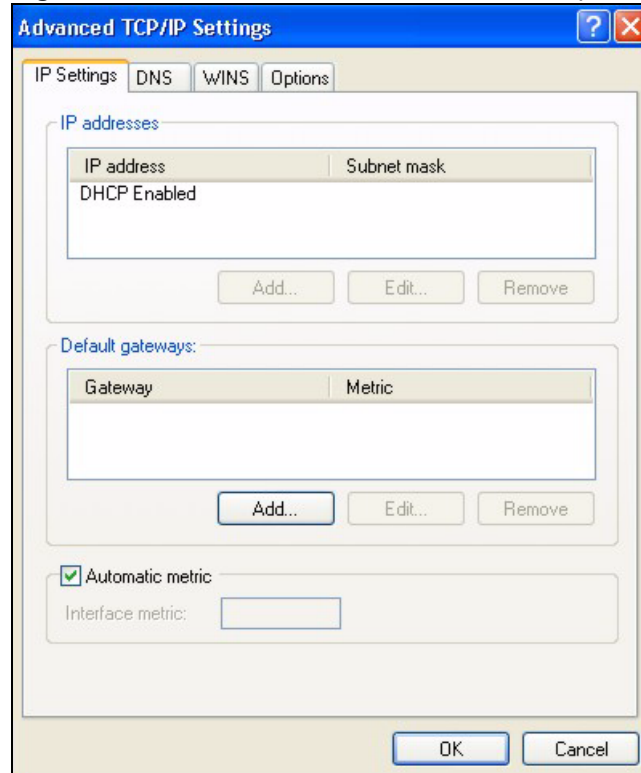 Advanced TCP/IP Settings
IP Settings DNS WINS Options
IP addresses
IP address Subnet mask
DHCP Enabled
Add... Edit... Remove
Default gateways:
Gateway Metric
Add... Edit... Remove
Automatic metric
Interface metric:
OK Cancel